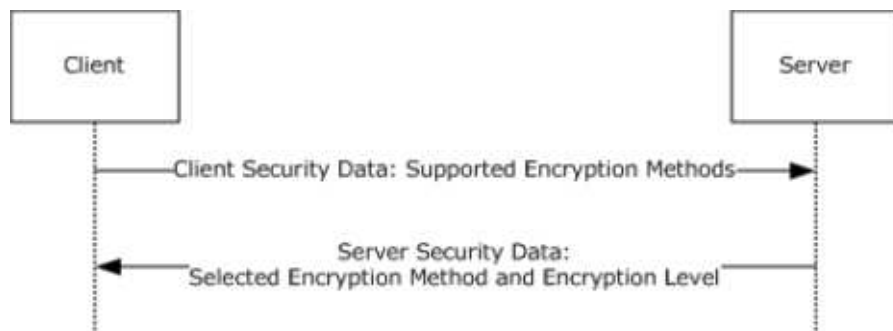 Client
Server
Client Security Data: Supported Encryption Methods
Server Security Data:
Selected Encryption Method and Encryption Level